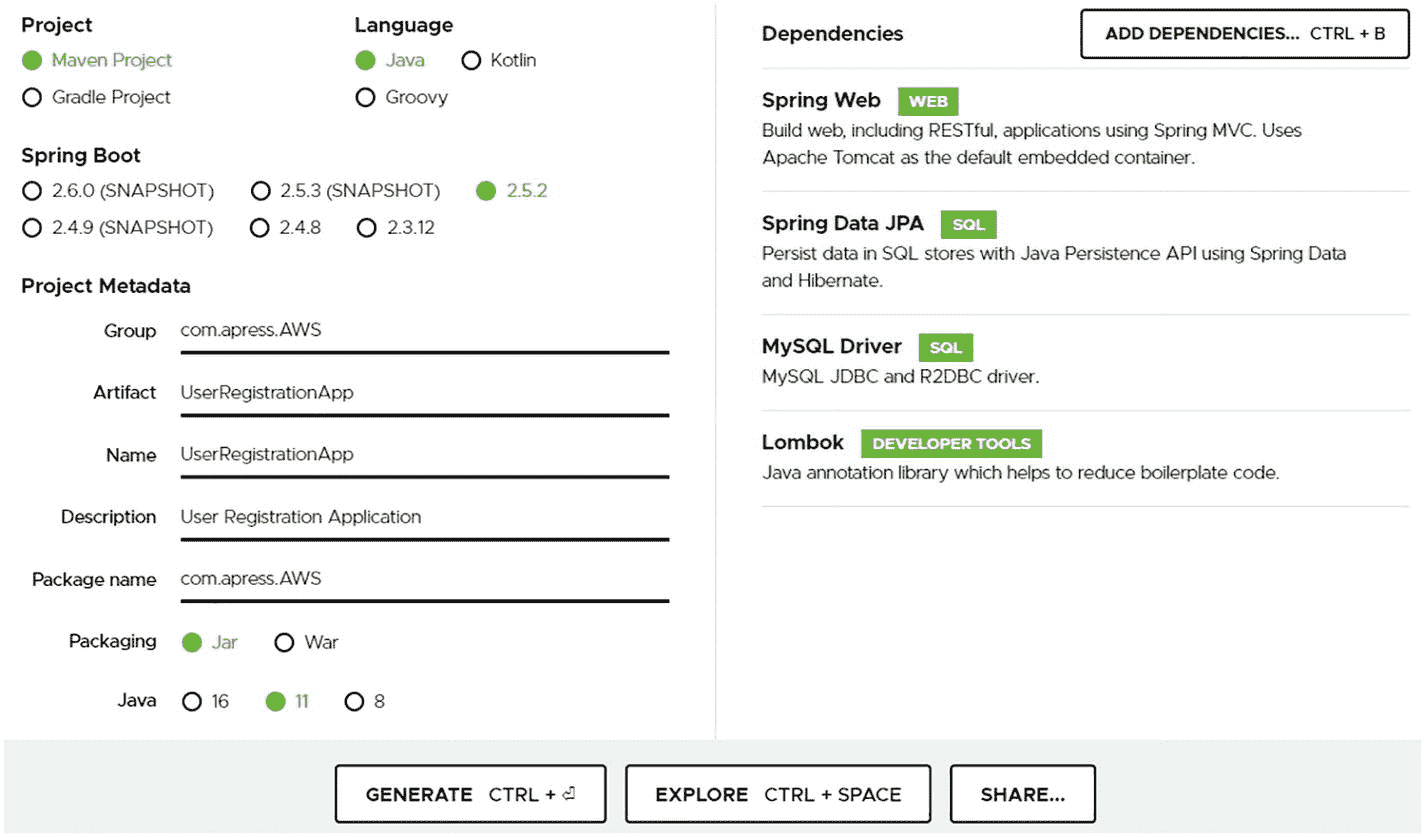 Project
Language
Maven Project
Java
Kotlin
Gradle Project
Groovy
Spring Boot
2.6.0 (SNAPSHOT)
2.5.3 (SNAPSHOT)
2.5.2
2.4.9 (SNAPSHOT)
2.4.8
2.3.12
Project Metadata
Group com.apress.AWS
Artifact UserRegistrationApp
Name UserRegistrationApp
Description User Registration Application
Package name com.apress.AWS
Packaging Jar War
Java 16 11 8
Dependencies
ADD DEPENDENCIES... CTRL + B
Spring Web WEB
Build web, including RESTful, applications using Spring MVC. Uses
Apache Tomcat as the default embedded container.
Spring Data JPA SQL
Persist data in SQL stores with Java Persistence API using Spring Data
and Hibernate.
MySQL Driver SQL
MySQL JDBC and R2DBC driver.
Lombok DEVELOPER TOOLS
Java annotation library which helps to reduce boilerplate code.
GENERATE CTRL + ⏎
EXPLORE CTRL + SPACE
SHARE...